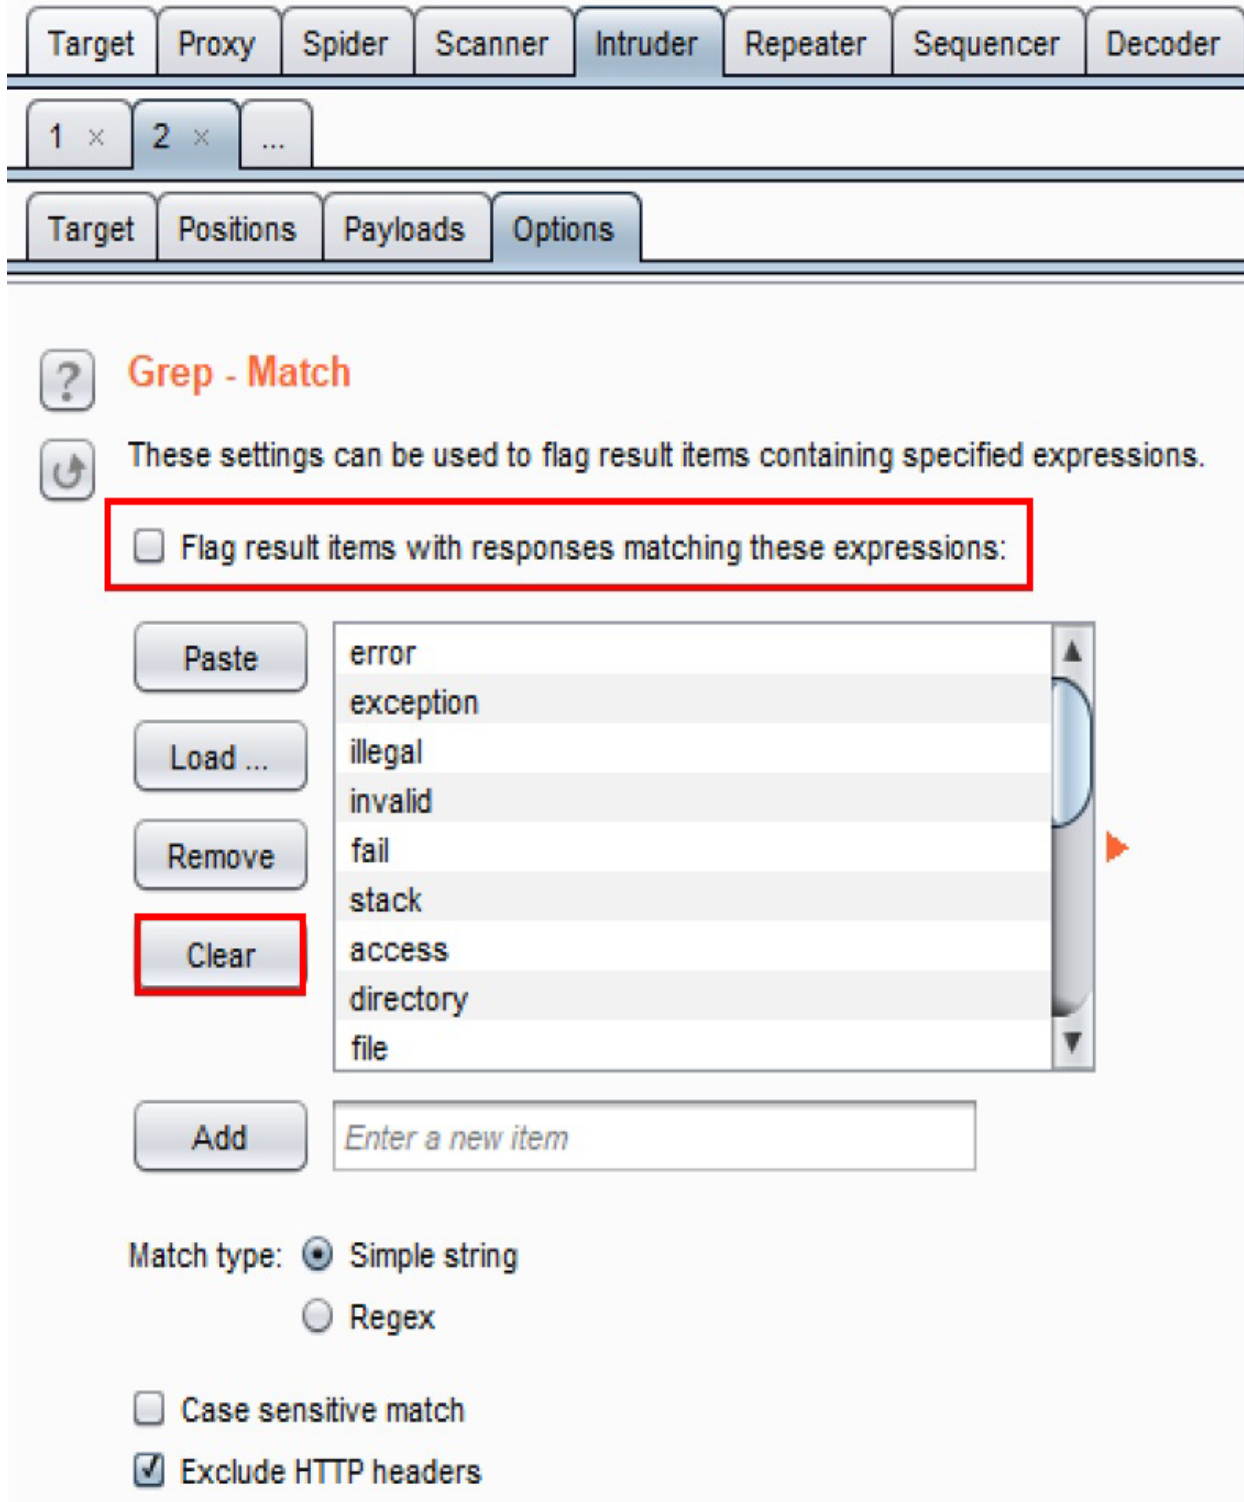 Target Proxy Spider Scanner Intruder Repeater Sequencer Decoder
1 × 2 × ...
Target Positions Payloads Options
? Grep - Match
These settings can be used to flag result items containing specified expressions.
Flag result items with responses matching these expressions:
Paste
Load ...
Remove
Clear
error
exception
illegal
invalid
fail
stack
access
directory
file
Add Enter a new item
Match type: Simple string
Regex
Case sensitive match
Exclude HTTP headers